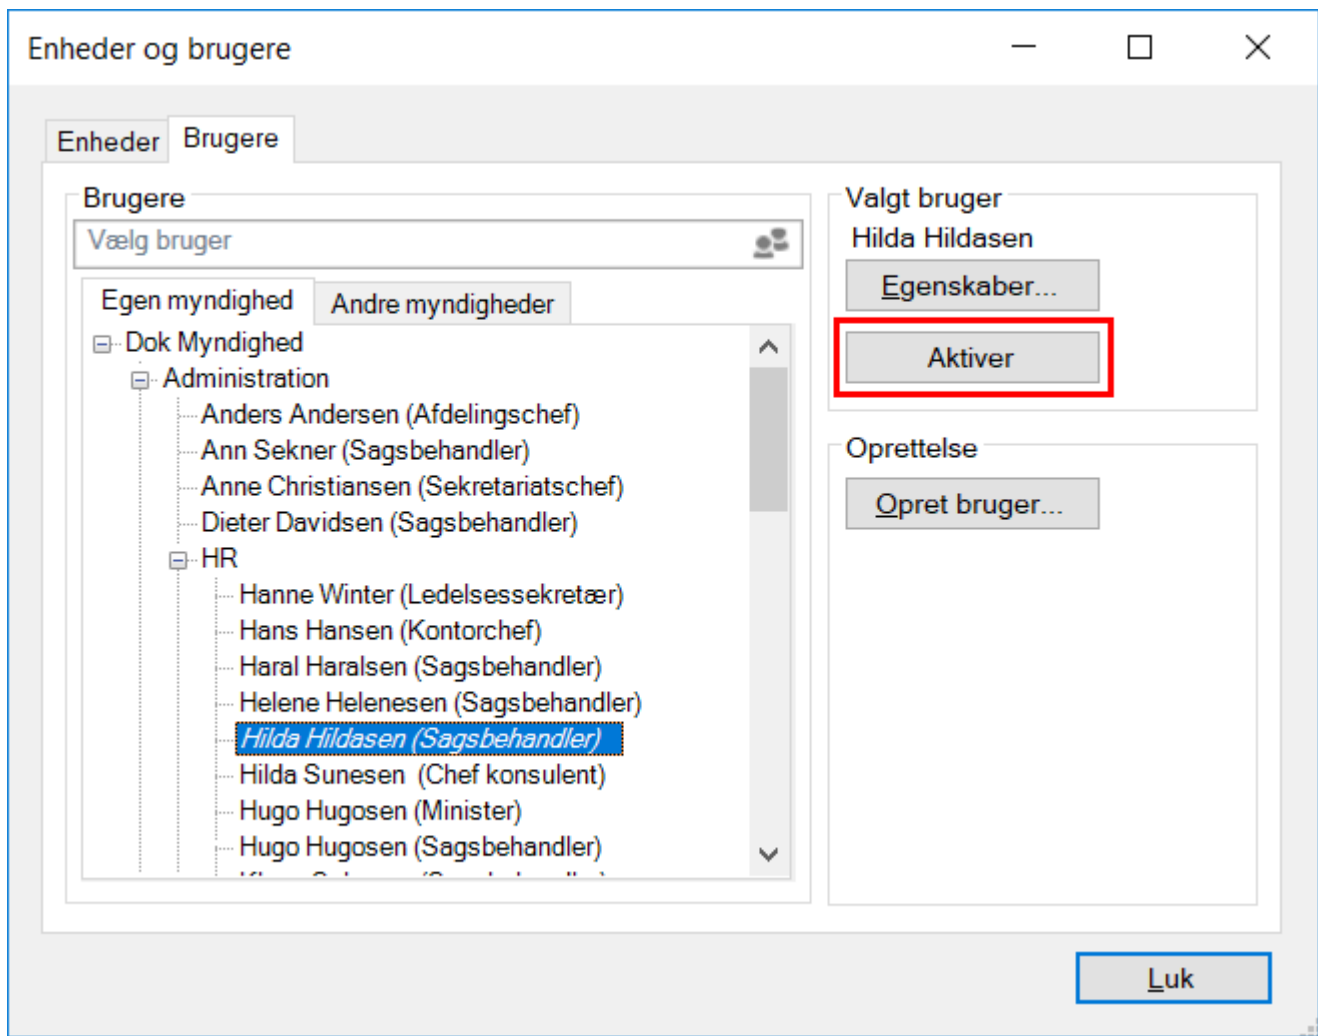 Enheder og brugere
Enheder
Brugere
Brugere
Vælg bruger
Egen myndighed
Andre myndigheder
Dok Myndighed
Administration
Anders Andersen (Afdelingschef)
Ann Sekner (Sagsbehandler)
Anne Christiansen (Sekretariatschef)
Dieter Davidsen (Sagsbehandler)
HR
Hanne Winter (Ledelsessekretær)
Hans Hansen (Kontorchef)
Haral Haralsen (Sagsbehandler)
Helene Helenesen (Sagsbehandler)
Hilda Hildasen (Sagsbehandler)
Hilda Sunesen (Chef konsulent)
Hugo Hugosen (Minister)
Hugo Hugosen (Sagsbehandler)
Valgt bruger
Hilda Hildasen
Egenskaber...
Aktiver
Oprettelse
Opret bruger...
Luk